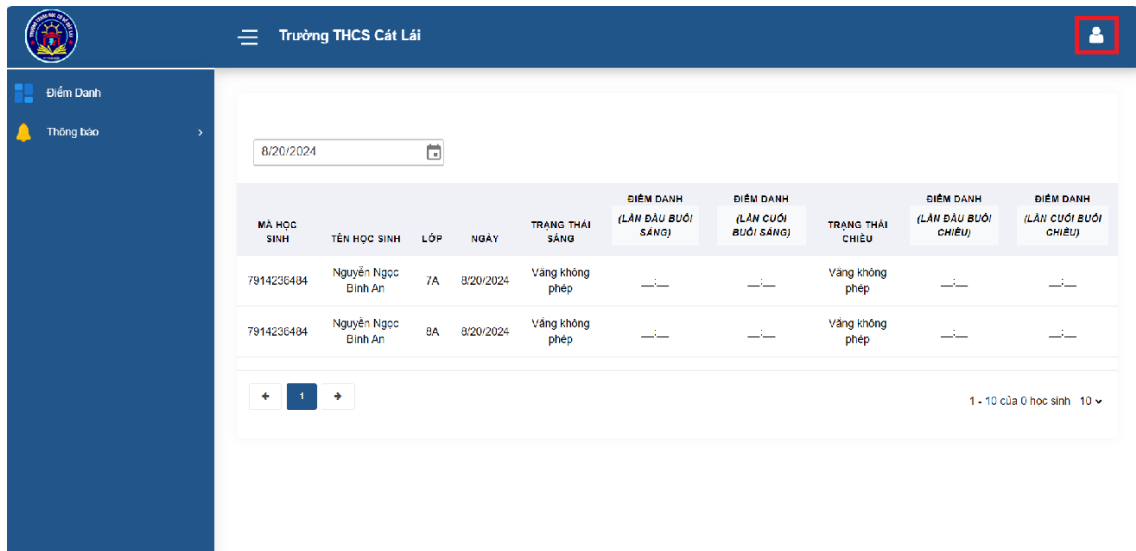 Trường THCS Cát Lái
Điểm Danh
Thông báo
8/20/2024
MÃ HỌC SINH TÊN HỌC SINH LỚP NGÀY TRẠNG THÁI SÁNG ĐIỂM DANH (LẦN ĐẦU BUỔI SÁNG) ĐIỂM DANH (LẦN CUỐI BUỔI SÁNG) TRẠNG THÁI CHIỀU ĐIỂM DANH (LẦN ĐẦU BUỔI CHIỀU) ĐIỂM DANH (LẦN CUỐI BUỔI CHIỀU)
7914236484 Nguyễn Ngọc Bình An 7A 8/20/2024 Vắng không phép __:__ __:__ Vắng không phép __:__ __:__
7914236484 Nguyễn Ngọc Bình An 8A 8/20/2024 Vắng không phép __:__ __:__ Vắng không phép __:__ __:__
1
1 - 10 của 0 học sinh 10